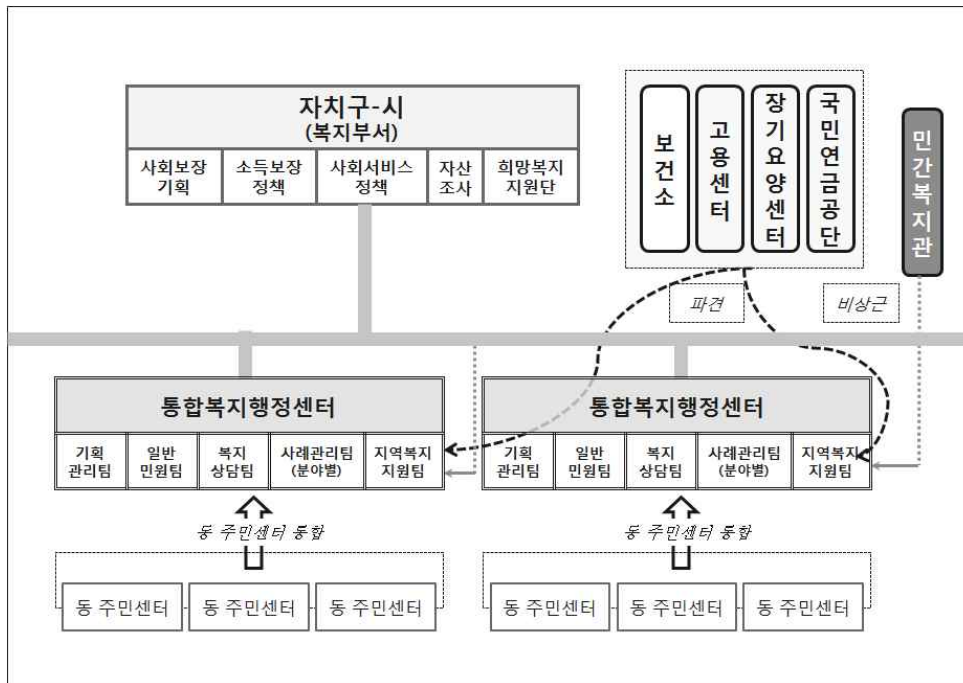 자치구-시
(복지부서)
사회보장
기획
소득보장
정책
사회서비스
정책
자산
조사
희망복지
지원단
보건소
고용센터
장기요양센터
국민연금공단
민간복지관
파견
비상근
통합복지행정센터
기획
관리팀
일반
민원팀
복지
상담팀
사례관리팀
(분야별)
지역복지
지원팀
통합복지행정센터
기획
관리팀
일반
민원팀
복지
상담팀
사례관리팀
(분야별)
지역복지
지원팀
동 주민센터 통합
동 주민센터 통합
동 주민센터
동 주민센터
동 주민센터
동 주민센터
동 주민센터
동 주민센터